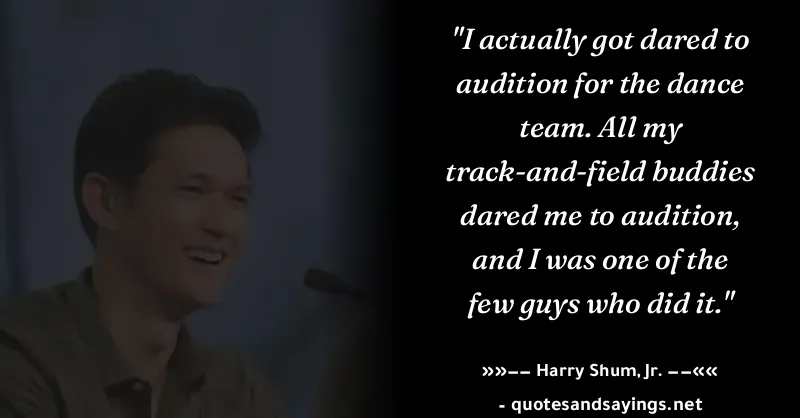 "I actually got dared to
audition for the dance
team. All my
track-and-field buddies
dared me to audition,
and I was one of the
few guys who did it."
»»−− Harry Shum, Jr. −−««
- quotesandsayings.net